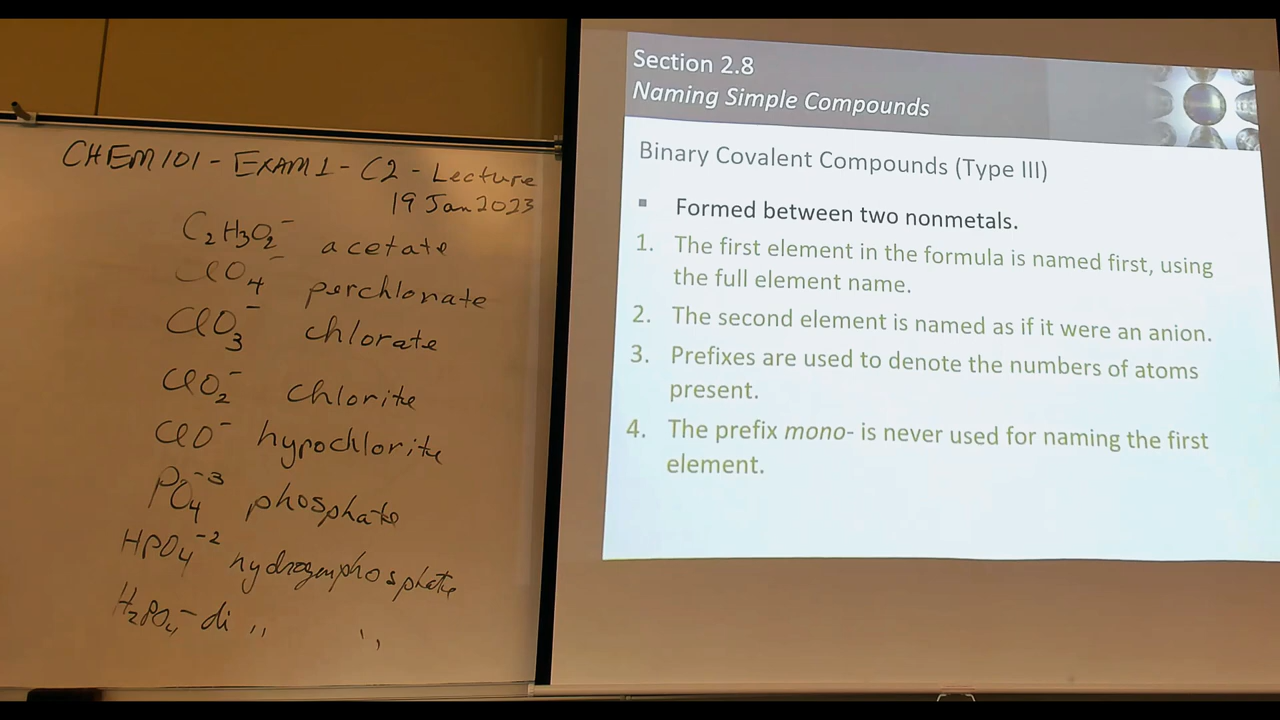 CHEM101 - EXAM1 - C2 - Lecture
19 Jan 2023
C₂H₃O₂⁻ acetate
ClO₄⁻ perchlorate
ClO₃⁻ chlorate
ClO₂⁻ chlorite
ClO⁻ hypochlorite
PO₄⁻³ phosphate
HPO₄⁻² hydrogenphosphate
H₂PO₄⁻ di " "
Section 2.8
Naming Simple Compounds
Binary Covalent Compounds (Type III)
▪ Formed between two nonmetals.
1. The first element in the formula is named first, using
the full element name.
2. The second element is named as if it were an anion.
3. Prefixes are used to denote the numbers of atoms
present.
4. The prefix mono- is never used for naming the first
element.